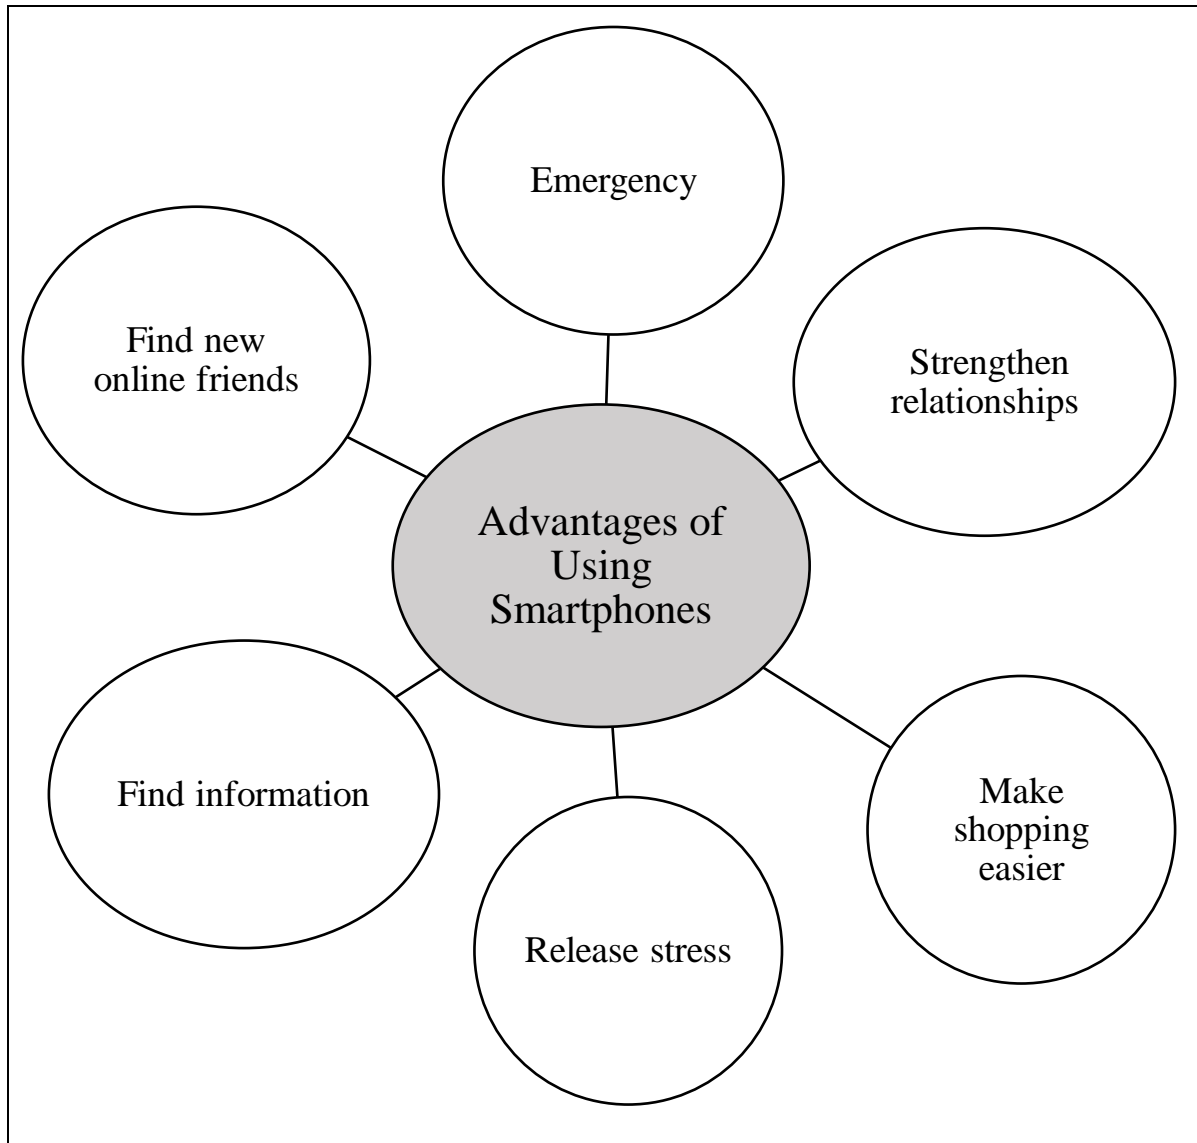 Emergency
Find new
online friends
Strengthen
relationships
Advantages of
Using
Smartphones
Find information
Make
shopping
easier
Release stress